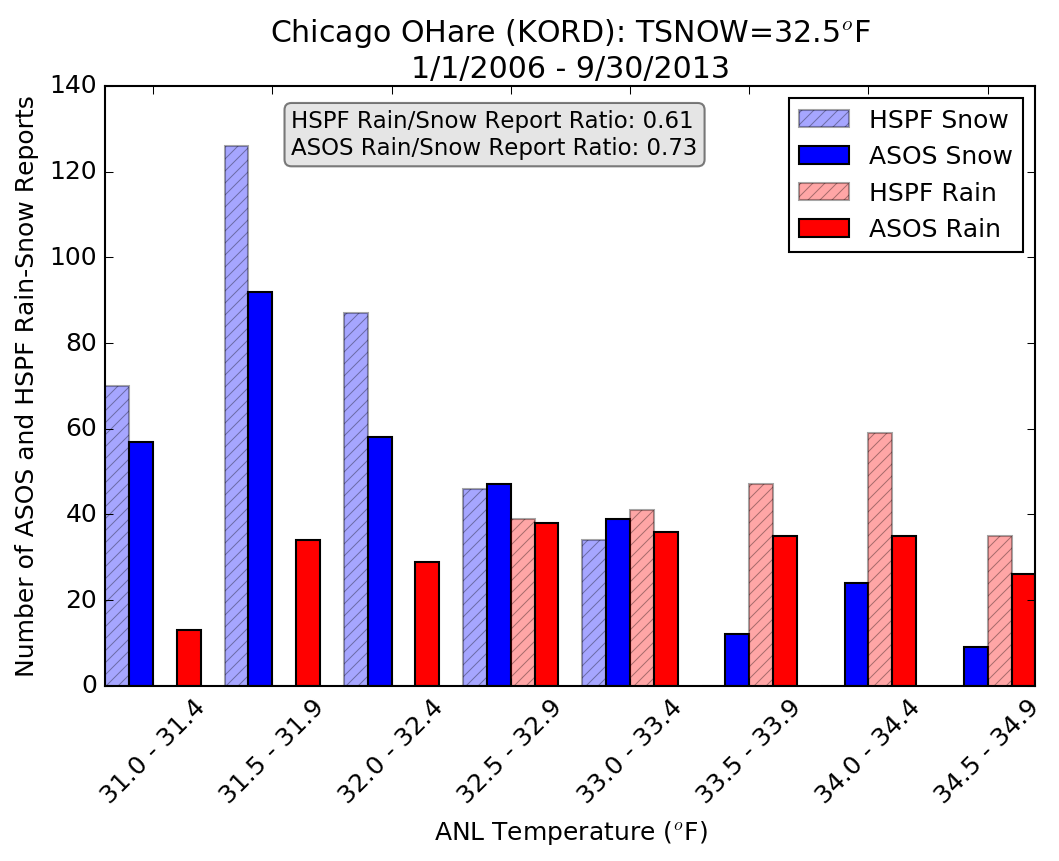 Chicago OHare (KORD): TSNOW=32.5°F
1/1/2006 - 9/30/2013
HSPF Rain/Snow Report Ratio: 0.61
ASOS Rain/Snow Report Ratio: 0.73
HSPF Snow
ASOS Snow
HSPF Rain
ASOS Rain
Number of ASOS and HSPF Rain-Snow Reports
140
120
100
80
60
40
20
0
31.0 - 31.4
31.5 - 31.9
32.0 - 32.4
32.5 - 32.9
33.0 - 33.4
33.5 - 33.9
34.0 - 34.4
34.5 - 34.9
ANL Temperature (°F)